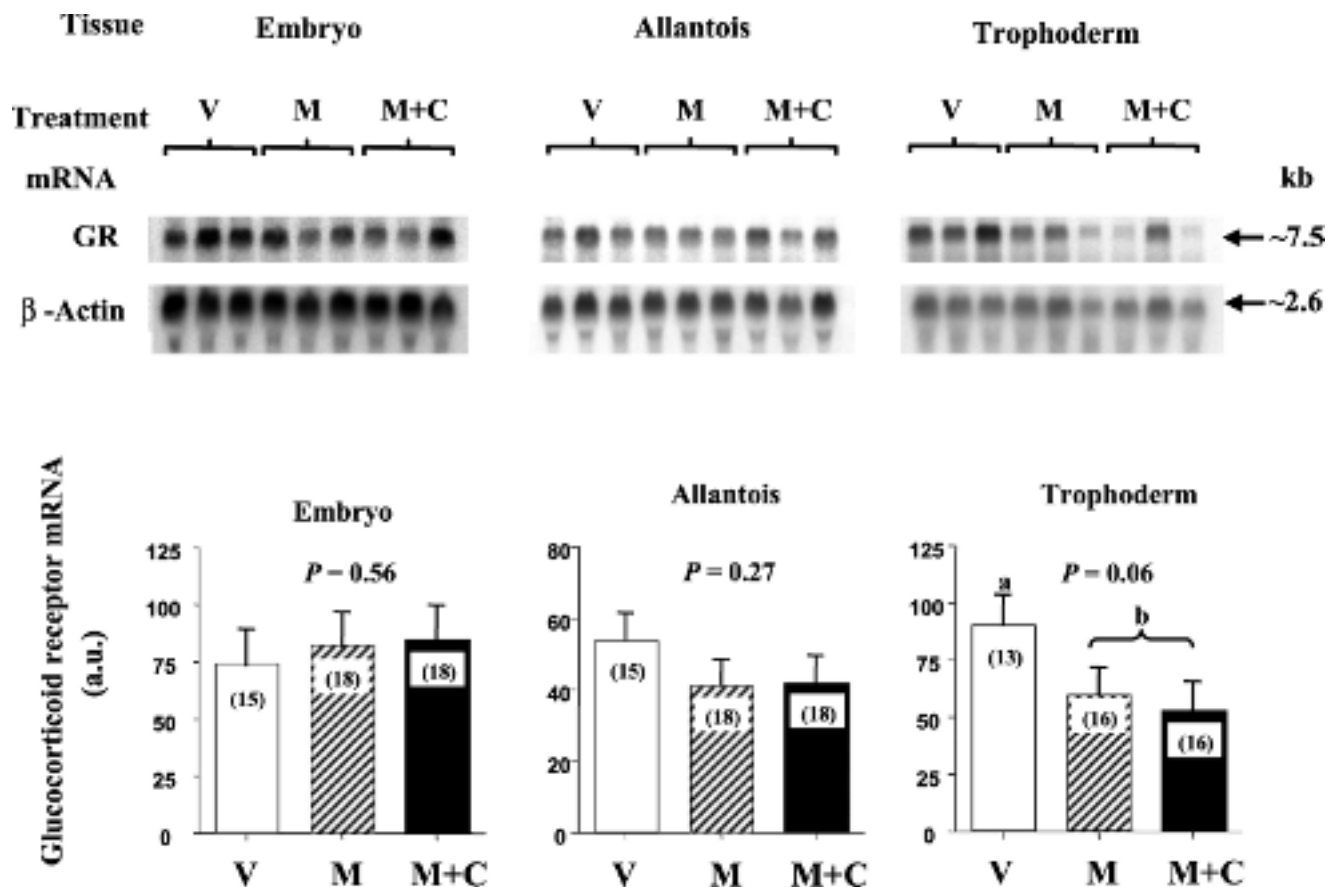 Tissue Embryo Allantois Trophoderm
Treatment V M M+C V M M+C V M M+C
mRNA kb
GR ~7.5
β-Actin ~2.6
Glucocorticoid receptor mRNA
(a.u.)
Embryo
P = 0.56
125
100
75
50
25
0
(15)
(18)
(18)
V M M+C
Allantois
P = 0.27
80
60
40
20
0
(15)
(18)
(18)
V M M+C
Trophoderm
P = 0.06
125
100
75
50
25
0
a
b
(13)
(16)
(16)
V M M+C